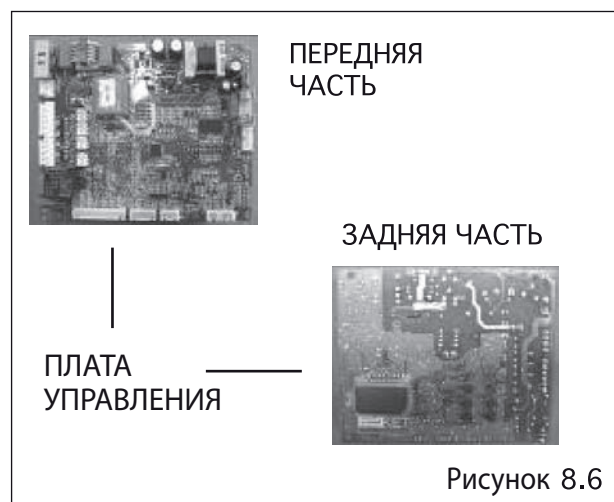 ПЕРЕДНЯЯ
ЧАСТЬ
ЗАДНЯЯ ЧАСТЬ
ПЛАТА
УПРАВЛЕНИЯ
Рисунок 8.6